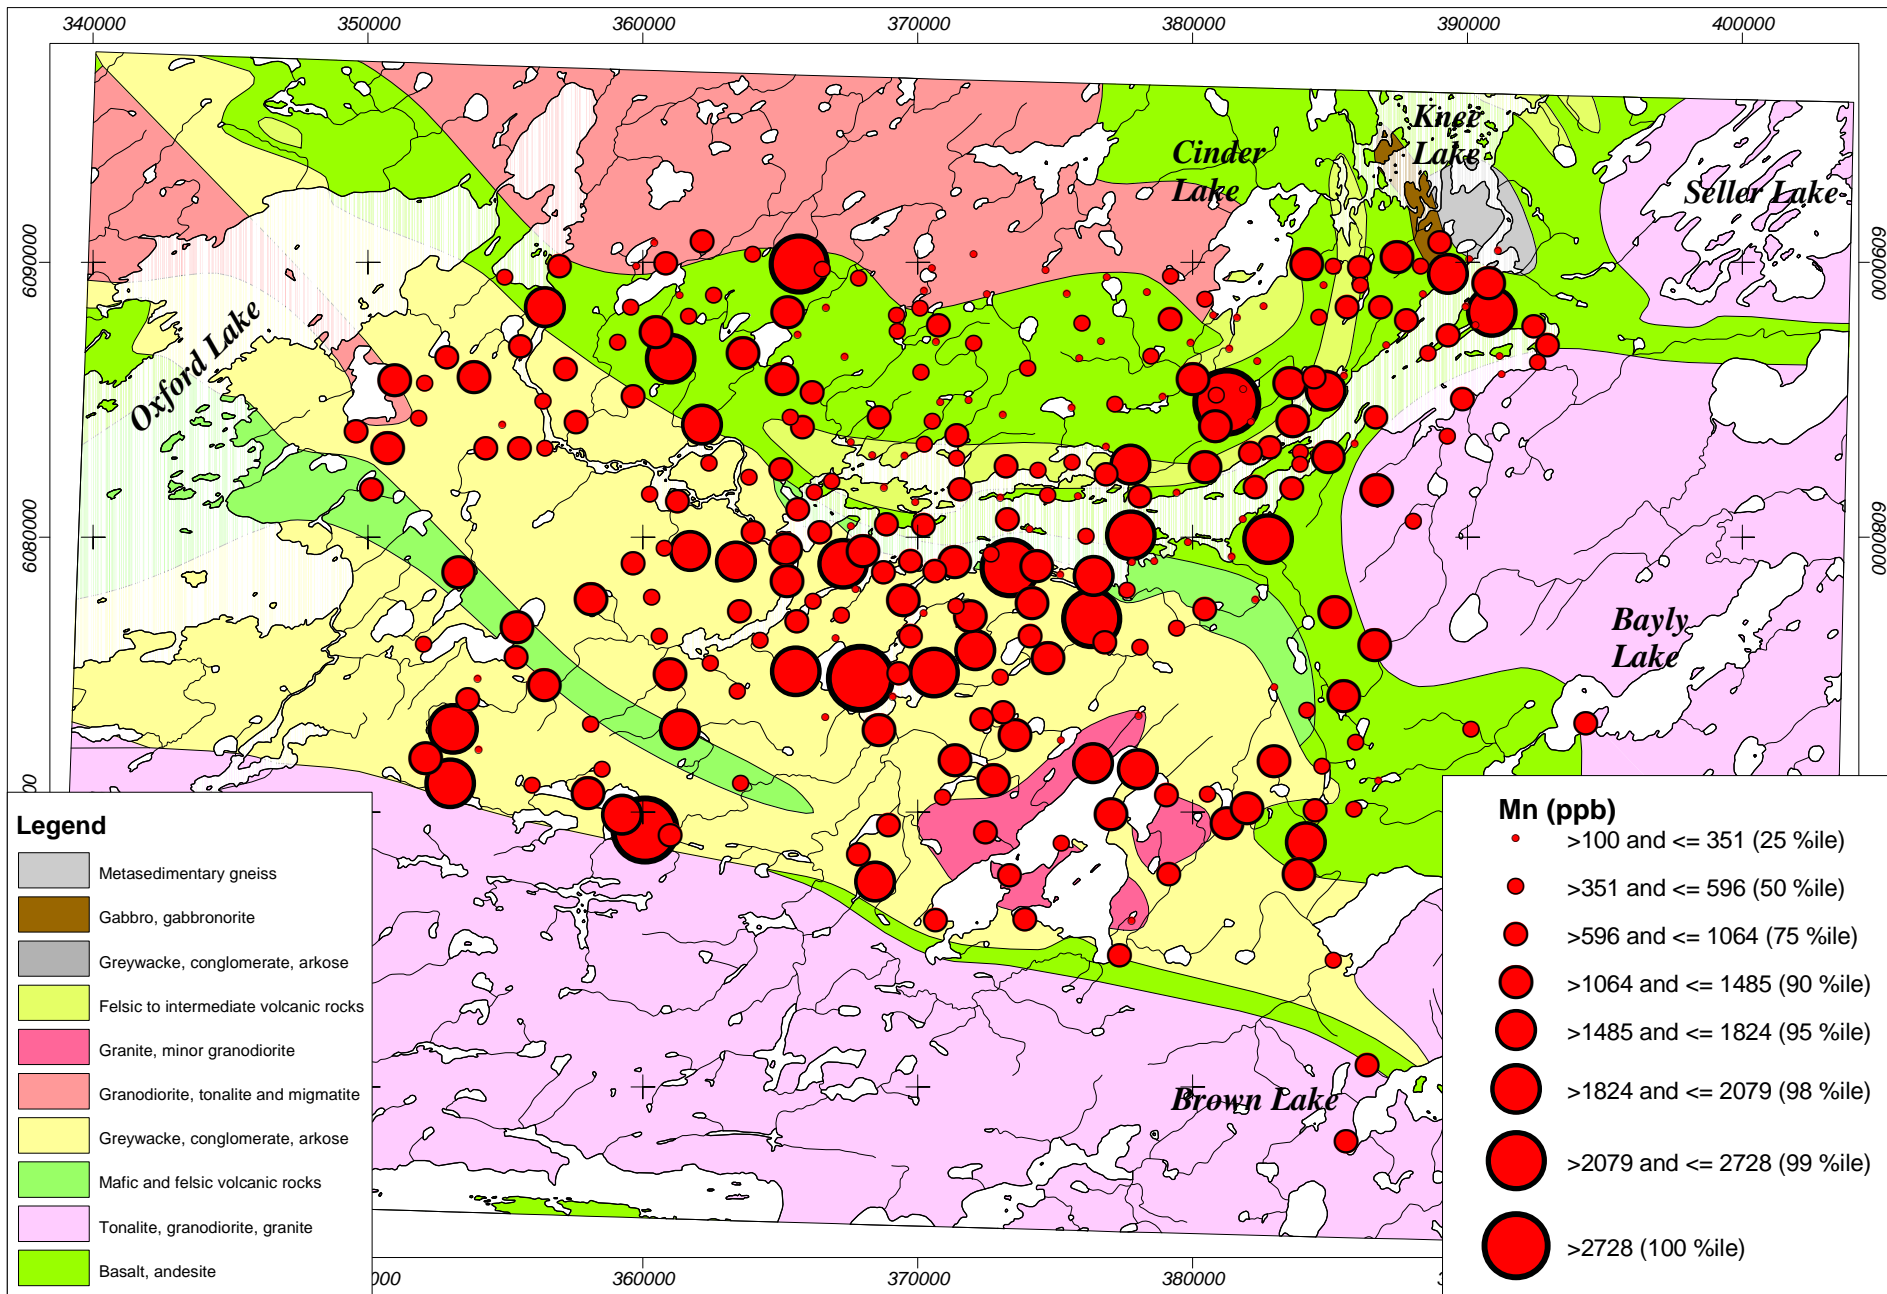 340000 350000 360000 370000 380000 390000 400000
Knee
Lake
Cinder
Lake
Seller Lake
6090000
6090000
Oxford Lake
6080000
6080000
Bayly
Lake
Brown Lake
Legend
Metasedimentary gneiss
Gabbro, gabbronorite
Greywacke, conglomerate, arkose
Felsic to intermediate volcanic rocks
Granite, minor granodiorite
Granodiorite, tonalite and migmatite
Greywacke, conglomerate, arkose
Mafic and felsic volcanic rocks
Tonalite, granodiorite, granite
Basalt, andesite
Mn (ppb)
>100 and <= 351 (25 %ile)
>351 and <= 596 (50 %ile)
>596 and <= 1064 (75 %ile)
>1064 and <= 1485 (90 %ile)
>1485 and <= 1824 (95 %ile)
>1824 and <= 2079 (98 %ile)
>2079 and <= 2728 (99 %ile)
>2728 (100 %ile)
360000 370000 380000